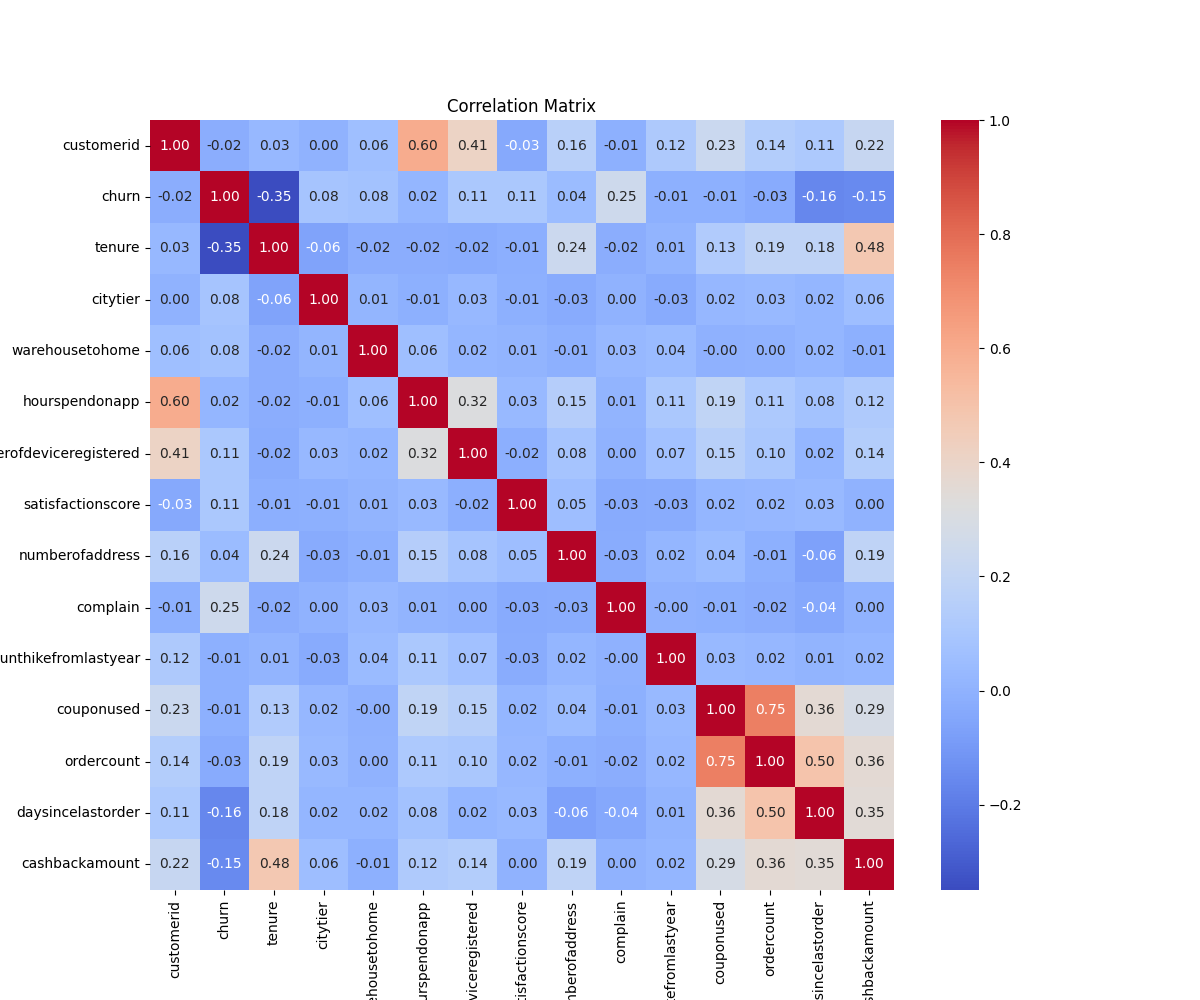 Correlation Matrix
customerid 1.00 -0.02 0.03 0.00 0.06 0.60 0.41 -0.03 0.16 -0.01 0.12 0.23 0.14 0.11 0.22
churn -0.02 1.00 -0.35 0.08 0.08 0.02 0.11 0.11 0.04 0.25 -0.01 -0.01 -0.03 -0.16 -0.15
tenure 0.03 -0.35 1.00 -0.06 -0.02 -0.02 -0.02 -0.01 0.24 -0.02 0.01 0.13 0.19 0.18 0.48
citytier 0.00 0.08 -0.06 1.00 0.01 -0.01 0.03 -0.01 -0.03 0.00 -0.03 0.02 0.03 0.02 0.06
warehousetohome 0.06 0.08 -0.02 0.01 1.00 0.06 0.02 0.01 -0.01 0.03 0.04 -0.00 0.00 0.02 -0.01
hourspendonapp 0.60 0.02 -0.02 -0.01 0.06 1.00 0.32 0.03 0.15 0.01 0.11 0.19 0.11 0.08 0.12
erofdeviceregistered 0.41 0.11 -0.02 0.03 0.02 0.32 1.00 -0.02 0.08 0.00 0.07 0.15 0.10 0.02 0.14
satisfactionscore -0.03 0.11 -0.01 -0.01 0.01 0.03 -0.02 1.00 0.05 -0.03 -0.03 0.02 0.02 0.03 0.00
numberofaddress 0.16 0.04 0.24 -0.03 -0.01 0.15 0.08 0.05 1.00 -0.03 0.02 0.04 -0.01 -0.06 0.19
complain -0.01 0.25 -0.02 0.00 0.03 0.01 0.00 -0.03 -0.03 1.00 -0.00 -0.01 -0.02 -0.04 0.00
unthikefromlastyear 0.12 -0.01 0.01 -0.03 0.04 0.11 0.07 -0.03 0.02 -0.00 1.00 0.03 0.02 0.01 0.02
couponused 0.23 -0.01 0.13 0.02 -0.00 0.19 0.15 0.02 0.04 -0.01 0.03 1.00 0.75 0.36 0.29
ordercount 0.14 -0.03 0.19 0.03 0.00 0.11 0.10 0.02 -0.01 -0.02 0.02 0.75 1.00 0.50 0.36
daysincelastorder 0.11 -0.16 0.18 0.02 0.02 0.08 0.02 0.03 -0.06 -0.04 0.01 0.36 0.50 1.00 0.35
cashbackamount 0.22 -0.15 0.48 0.06 -0.01 0.12 0.14 0.00 0.19 0.00 0.02 0.29 0.36 0.35 1.00
customerid
churn
tenure
citytier
ehousetohome
urspendonapp
viceregistered
tisfactionscore
mberofaddress
complain
efromlastyear
couponused
ordercount
sincelastorder
shbackamount
1.0
0.8
0.6
0.4
0.2
0.0
−0.2